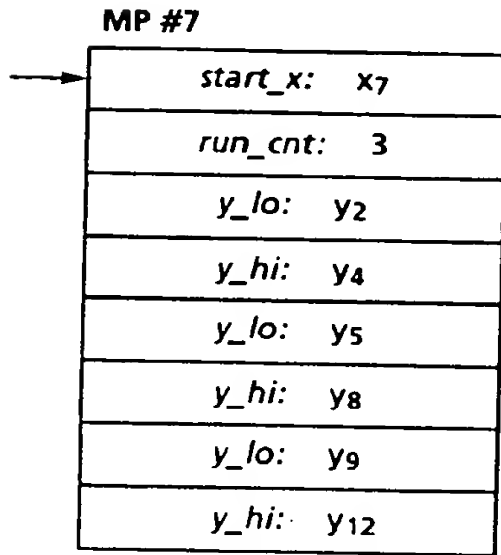 MP #7
start_x: x7
run_cnt: 3
y_lo: y2
y_hi: y4
y_lo: y5
y_hi: y8
y_lo: y9
y_hi: y12